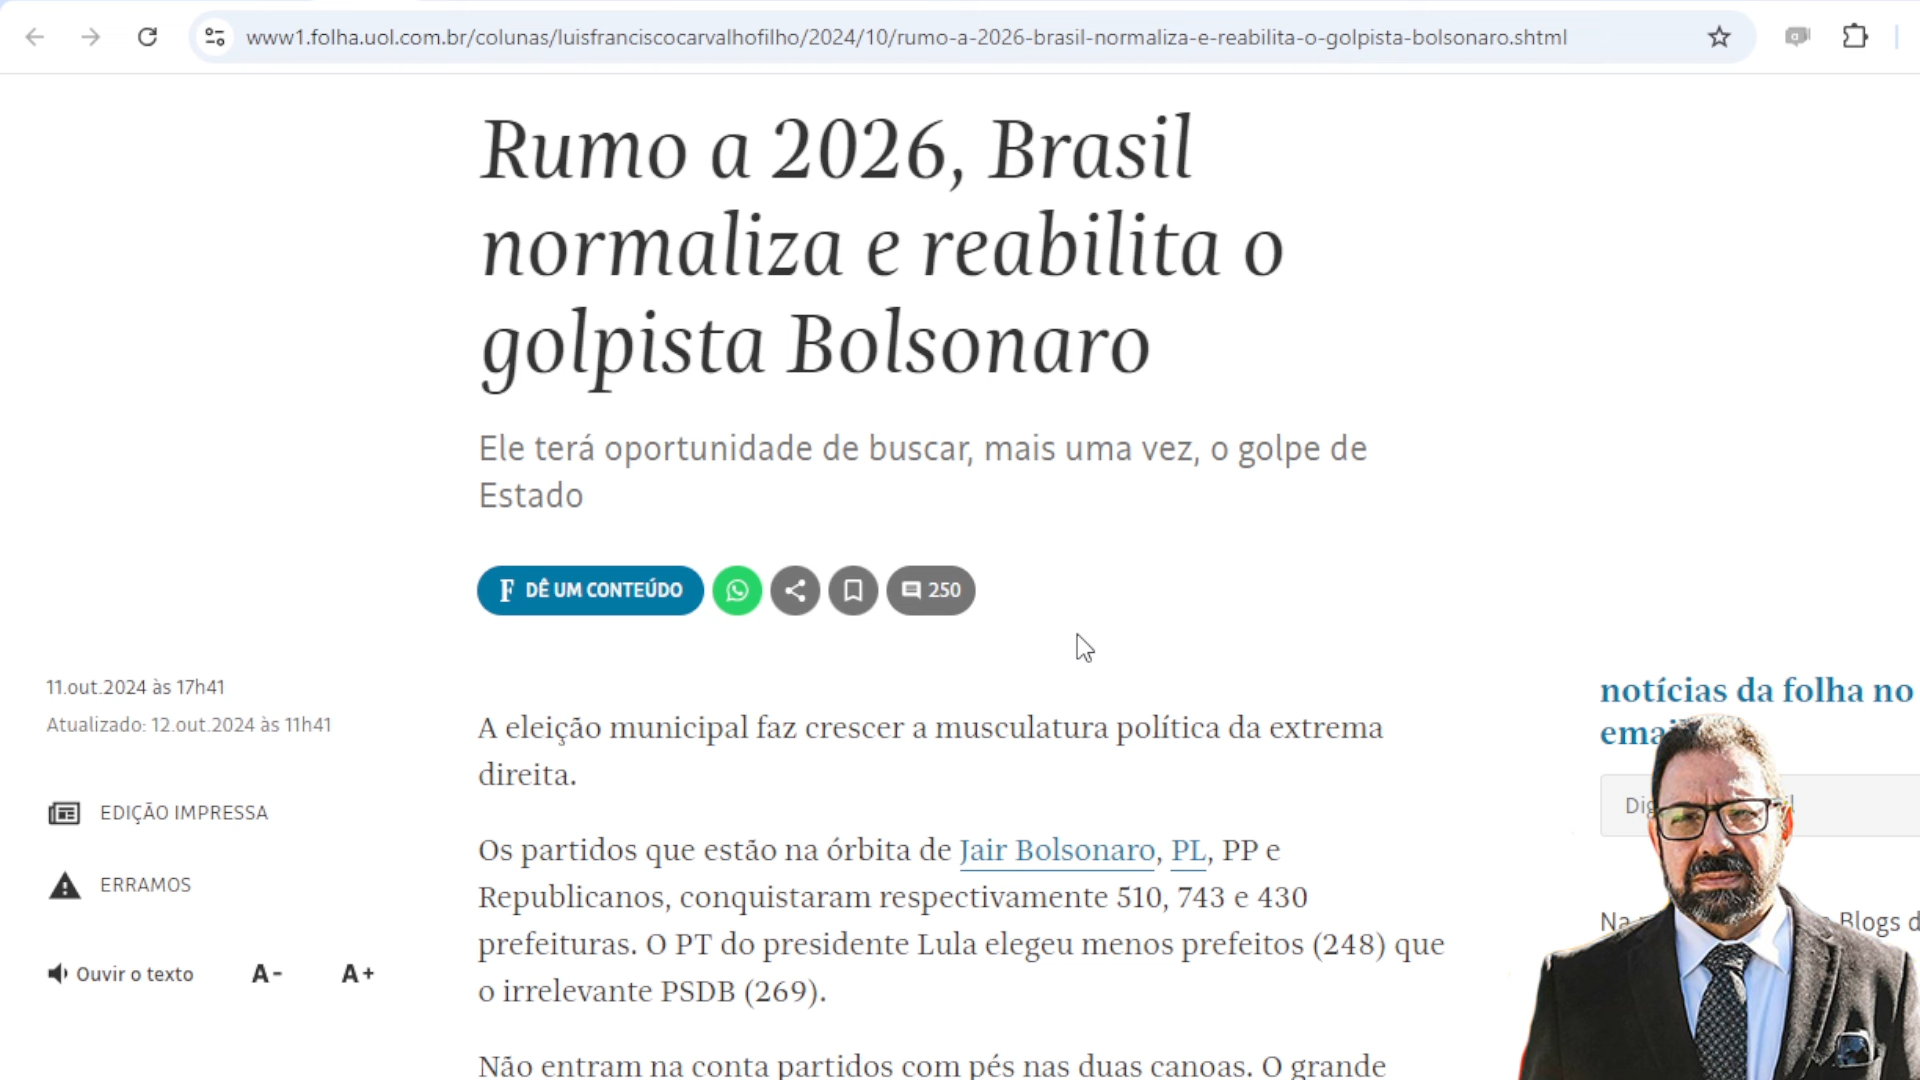 www1.folha.uol.com.br/colunas/luisfranciscocarvalhofilho/2024/10/rumo-a-2026-brasil-normaliza-e-reabilita-o-golpista-bolsonaro.shtml
Rumo a 2026, Brasil
normaliza e reabilita o
golpista Bolsonaro
Ele terá oportunidade de buscar, mais uma vez, o golpe de
Estado
F DÊ UM CONTEÚDO
250
11.out.2024 às 17h41
Atualizado: 12.out.2024 às 11h41
EDIÇÃO IMPRESSA
ERRAMOS
Ouvir o texto A- A+
A eleição municipal faz crescer a musculatura política da extrema
direita.
Os partidos que estão na órbita de Jair Bolsonaro, PL, PP e
Republicanos, conquistaram respectivamente 510, 743 e 430
prefeituras. O PT do presidente Lula elegeu menos prefeitos (248) que
o irrelevante PSDB (269).
Não entram na conta partidos com pés nas duas canoas. O grande
notícias da folha no
Blogs